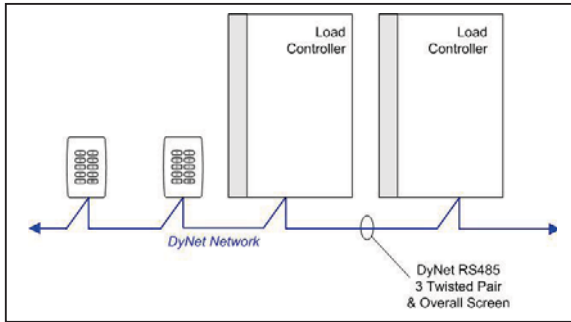 Load
Controller
Load
Controller
DyNet Network
DyNet RS485
3 Twisted Pair
& Overall Screen